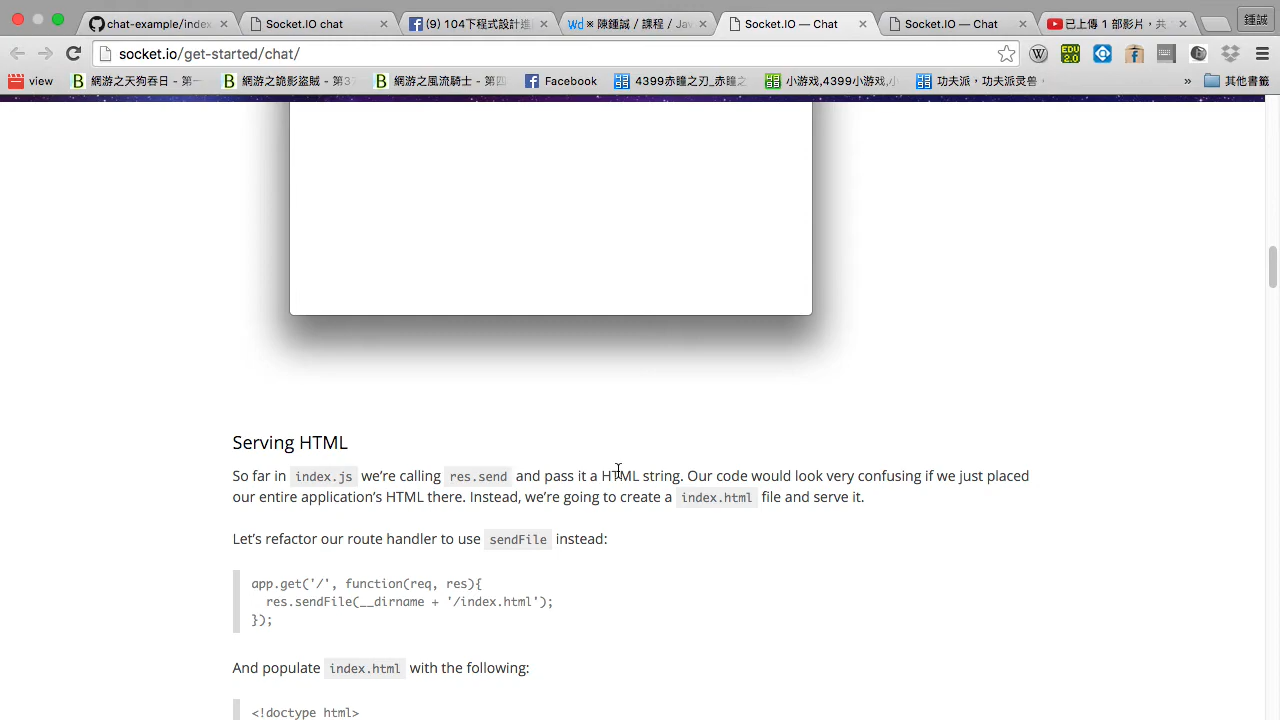 chat-example/index
Socket.IO chat
(9) 104下程式設計進
※ 陳鍾誠 / 課程 / Jav
Socket.IO — Chat
Socket.IO — Chat
已上傳 1 部影片，共
鍾誠
socket.io/get-started/chat/
view
網游之天狗吞日 - 第一
網游之詭影盜賊 - 第37
網游之風流騎士 - 第四
Facebook
4399赤瞳之刃_赤瞳之
小游戏,4399小游戏,小
功夫派，功夫派灵兽，
»
其他書籤
Serving HTML
So far in index.js we’re calling res.send and pass it a HTML string. Our code would look very confusing if we just placed
our entire application’s HTML there. Instead, we’re going to create a index.html file and serve it.
Let’s refactor our route handler to use sendFile instead:
app.get('/', function(req, res){
res.sendFile(__dirname + '/index.html');
});
And populate index.html with the following:
<!doctype html>